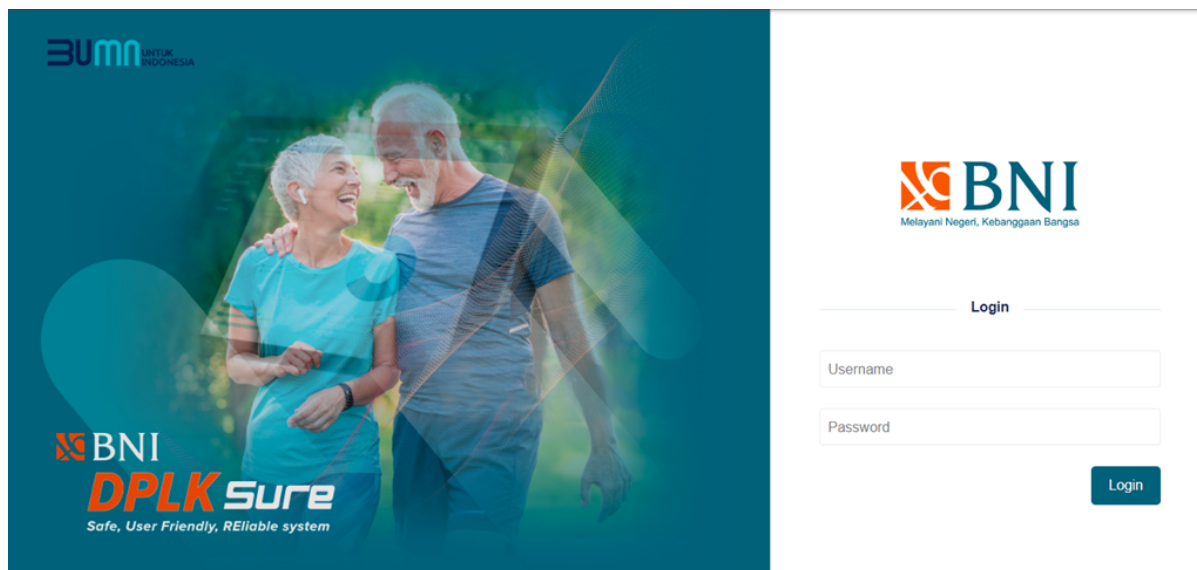 BUMN UNTUK
INDONESIA
BNI
DPLK Sure
Safe, User Friendly, REliable system
BNI
Melayani Negeri, Kebanggaan Bangsa
Login
Username
Password
Login